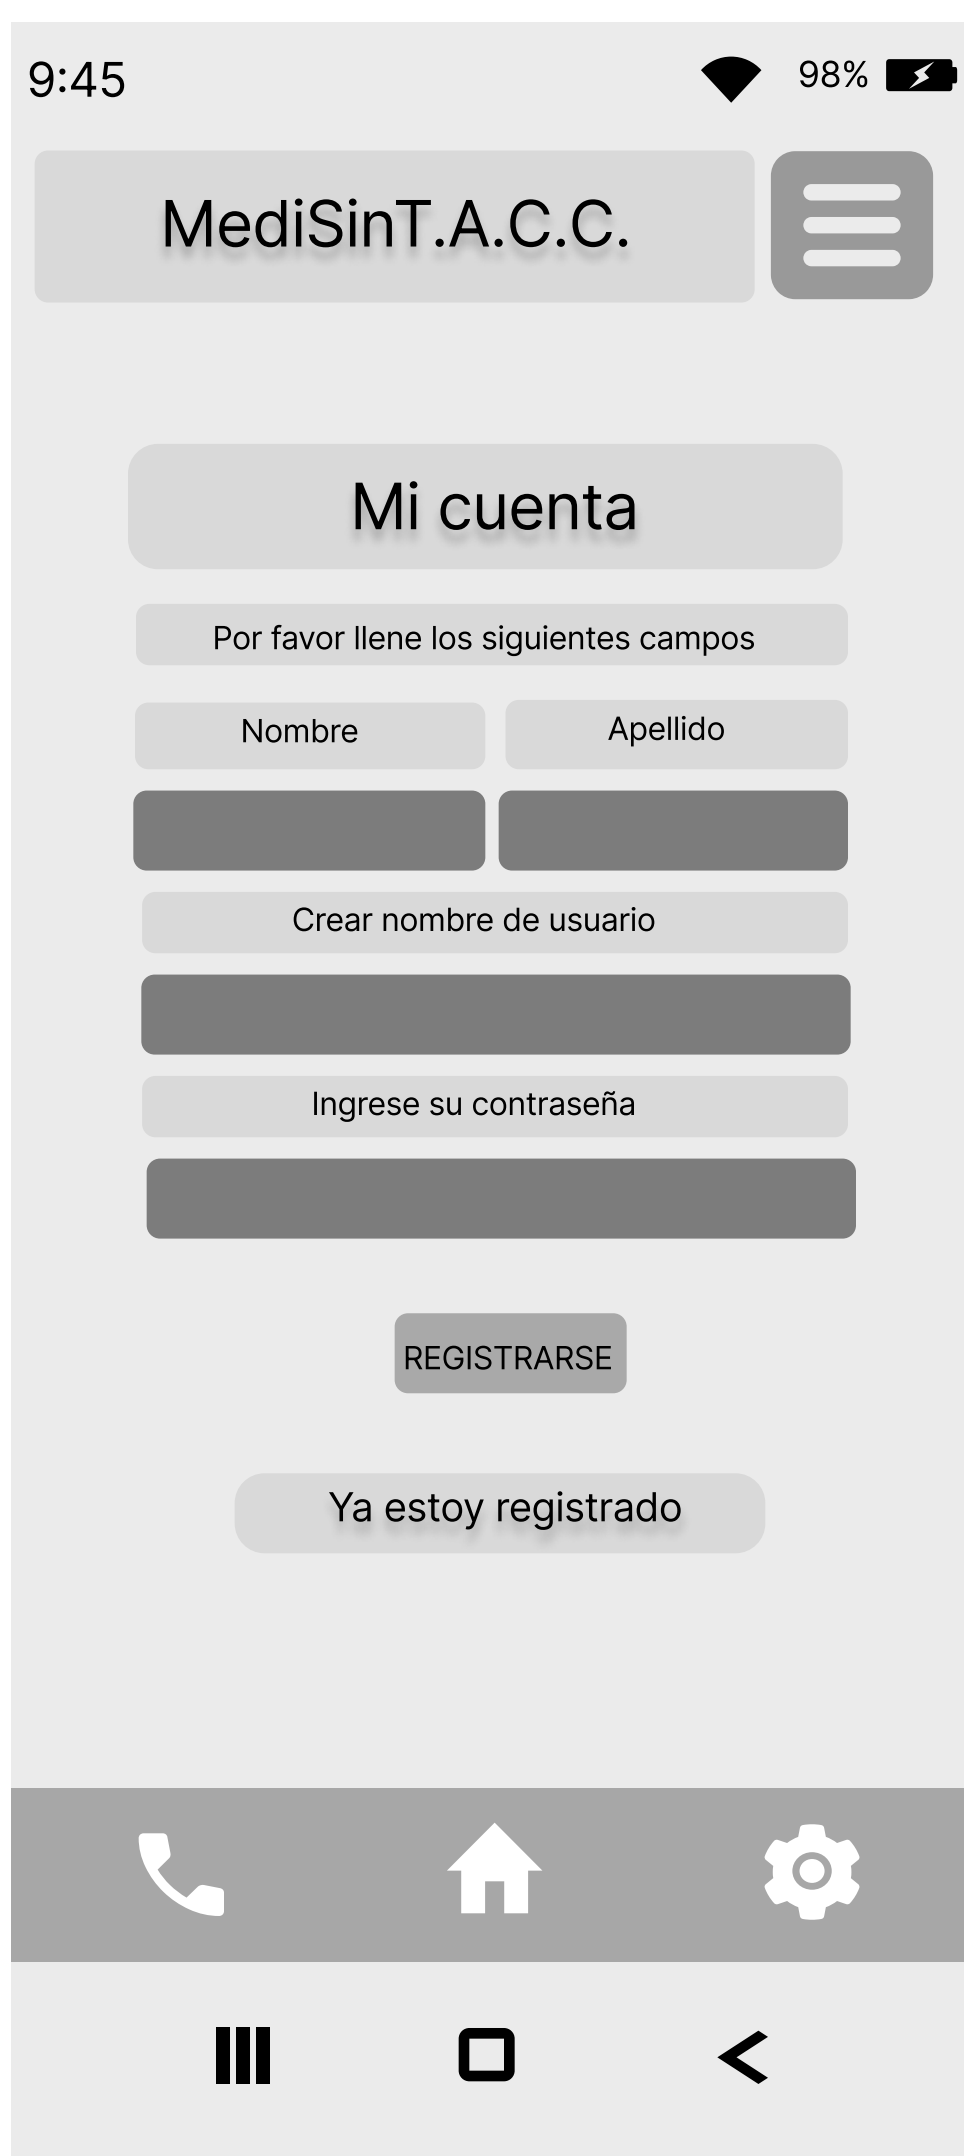 9:45
98%
MediSinT.A.C.C.
Mi cuenta
Por favor llene los siguientes campos
Nombre
Apellido
Crear nombre de usuario
Ingrese su contraseña
REGISTRARSE
Ya estoy registrado